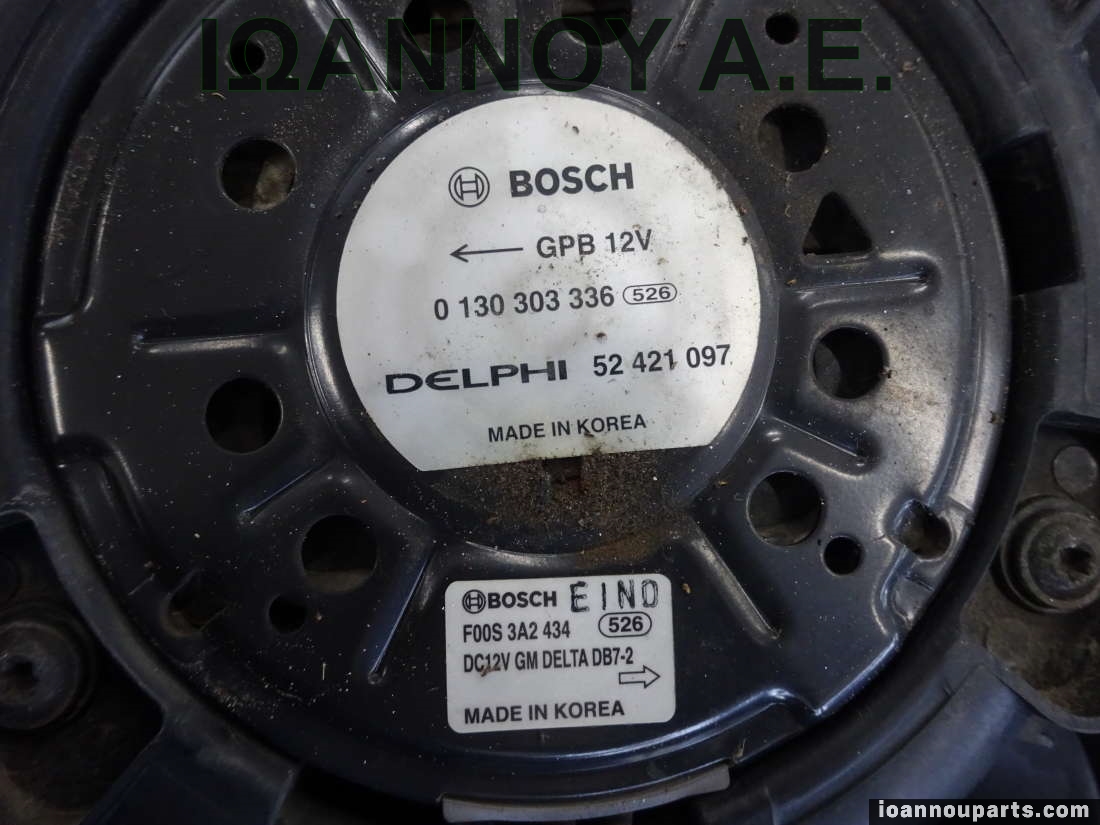 ΙΩΑΝΝΟΥ Α.Ε.
BOSCH
GPB 12V
0 130 303 336 526
DELPHI 52 421 097
MADE IN KOREA
BOSCH EIND
F00S 3A2 434 526
DC12V GM DELTA DB7-2
MADE IN KOREA
ioannouparts.com